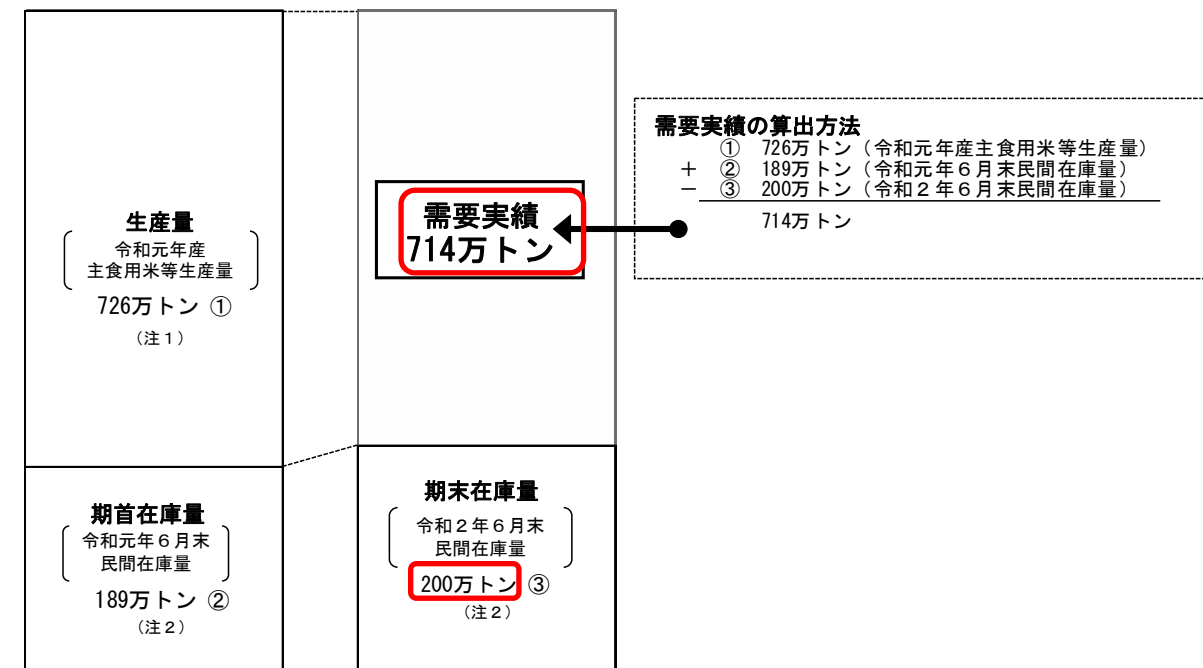 生産量
令和元年産
主食用米等生産量
726万トン ①
（注１）
期首在庫量
令和元年６月末
民間在庫量
189万トン ②
（注２）
需要実績
714万トン
期末在庫量
令和２年６月末
民間在庫量
200万トン ③
（注２）
需要実績の算出方法
① 726万トン（令和元年産主食用米等生産量）
＋ ② 189万トン（令和元年６月末民間在庫量）
－ ③ 200万トン（令和２年６月末民間在庫量）
714万トン